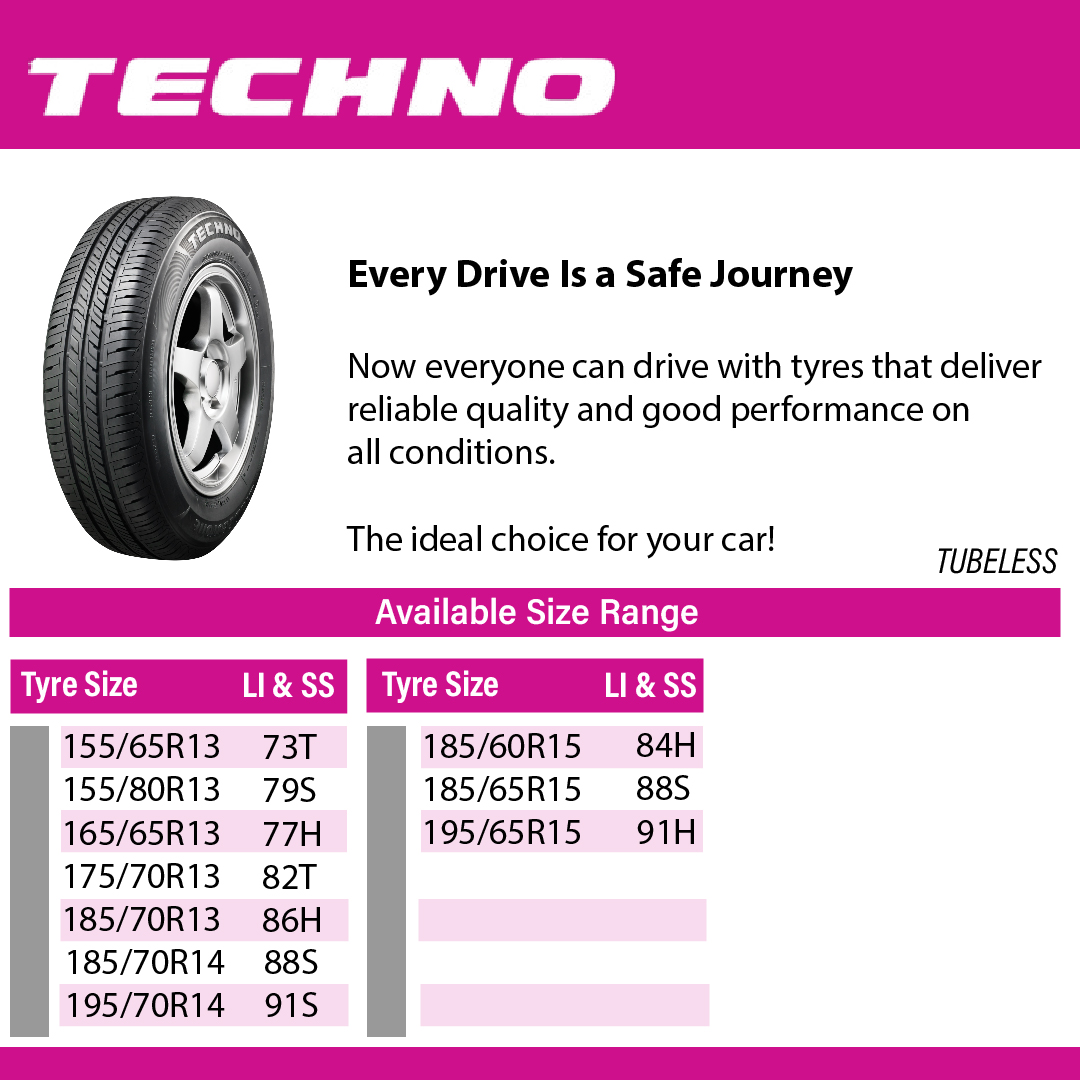 TECHNO
TECHNO
Every Drive Is a Safe Journey
Now everyone can drive with tyres that deliver
reliable quality and good performance on
all conditions.
The ideal choice for your car!
TUBELESS
Available Size Range
Tyre Size LI & SS
155/65R13 73T
155/80R13 79S
165/65R13 77H
175/70R13 82T
185/70R13 86H
185/70R14 88S
195/70R14 91S
Tyre Size LI & SS
185/60R15 84H
185/65R15 88S
195/65R15 91H